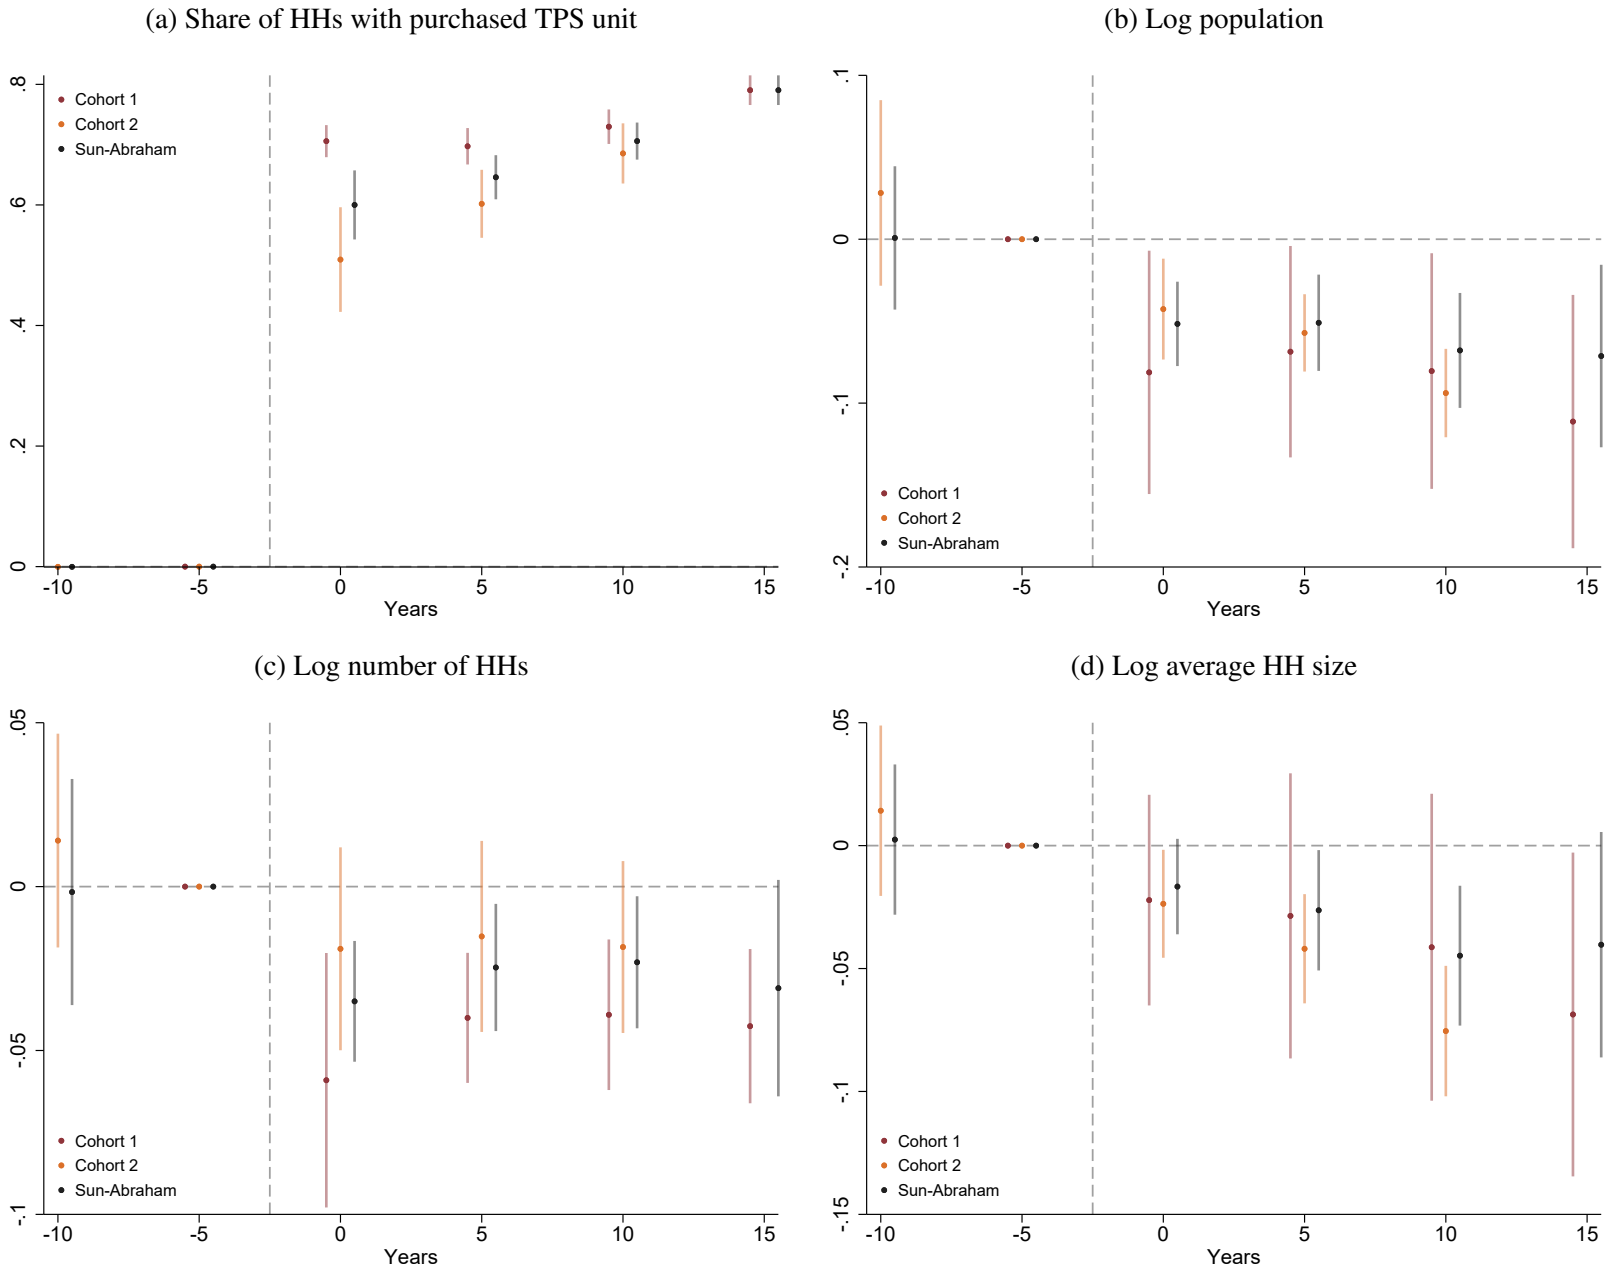 (a) Share of HHs with purchased TPS unit
.8
.6
.4
.2
0
Cohort 1
Cohort 2
Sun-Abraham
-10 -5 0 5 10 15
Years
(b) Log population
.1
0
-.1
-.2
Cohort 1
Cohort 2
Sun-Abraham
-10 -5 0 5 10 15
Years
(c) Log number of HHs
.05
0
-.05
-.1
Cohort 1
Cohort 2
Sun-Abraham
-10 -5 0 5 10 15
Years
(d) Log average HH size
.05
0
-.05
-.1
-.15
Cohort 1
Cohort 2
Sun-Abraham
-10 -5 0 5 10 15
Years